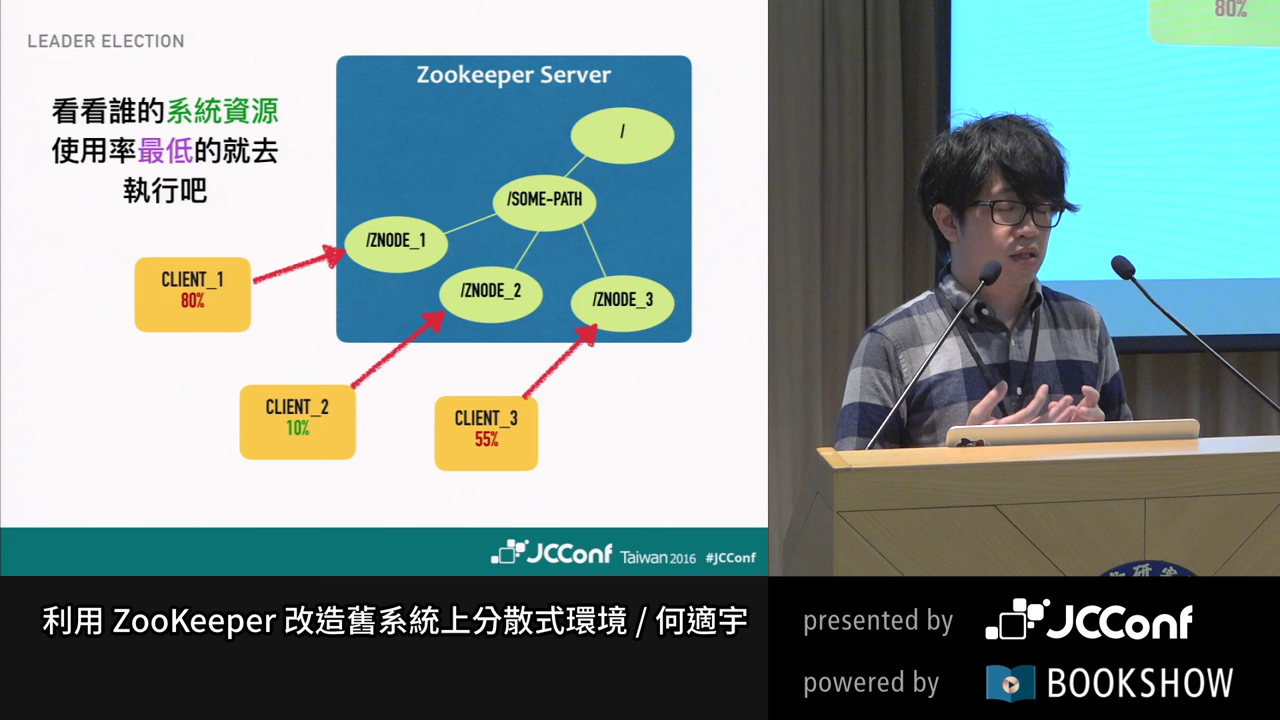 LEADER ELECTION
看看誰的系統資源
使用率最低的就去
執行吧
Zookeeper Server
/
/SOME-PATH
/ZNODE_1
/ZNODE_2
/ZNODE_3
CLIENT_1
80%
CLIENT_2
10%
CLIENT_3
55%
JCConf Taiwan 2016 #JCConf
80%
利用 ZooKeeper 改造舊系統上分散式環境 / 何適宇
presented by JCConf
powered by BOOKSHOW